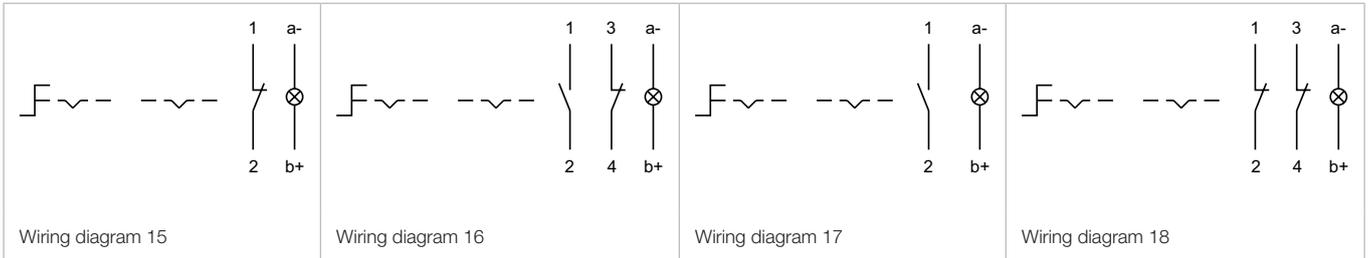 1 a-
2 b+
Wiring diagram 15
1 3 a-
2 4 b+
Wiring diagram 16
1 a-
2 b+
Wiring diagram 17
1 3 a-
2 4 b+
Wiring diagram 18